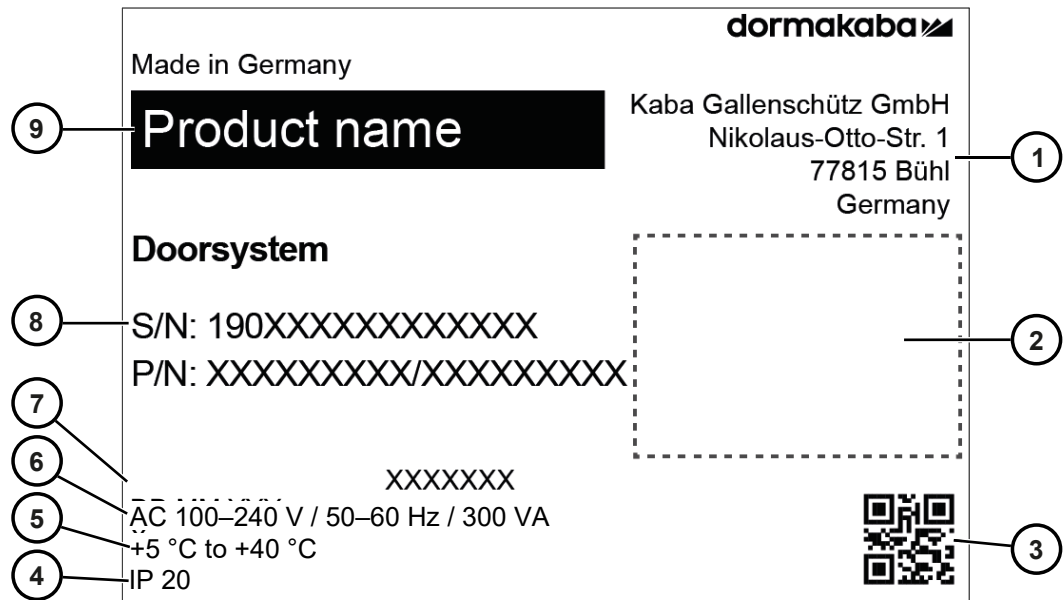 dormakaba
Made in Germany
Product name
Kaba Gallenschütz GmbH
Nikolaus-Otto-Str. 1
77815 Bühl
Germany
Doorsystem
S/N: 190XXXXXXXXXXXX
P/N: XXXXXXXXX/XXXXXXXXX
XXXXXXX
AC 100–240 V / 50–60 Hz / 300 VA
+5 °C to +40 °C
IP 20
9
8
7
6
5
4
1
2
3